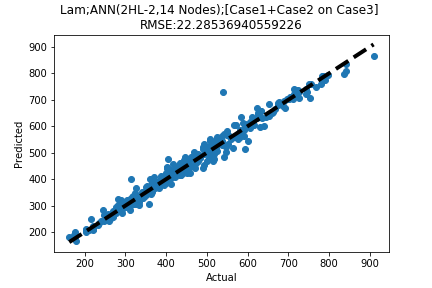 Lam;ANN(2HL-2,14 Nodes);[Case1+Case2 on Case3]
RMSE:22.28536940559226
900
800
700
600
500
400
300
200
Predicted
200 300 400 500 600 700 800 900
Actual